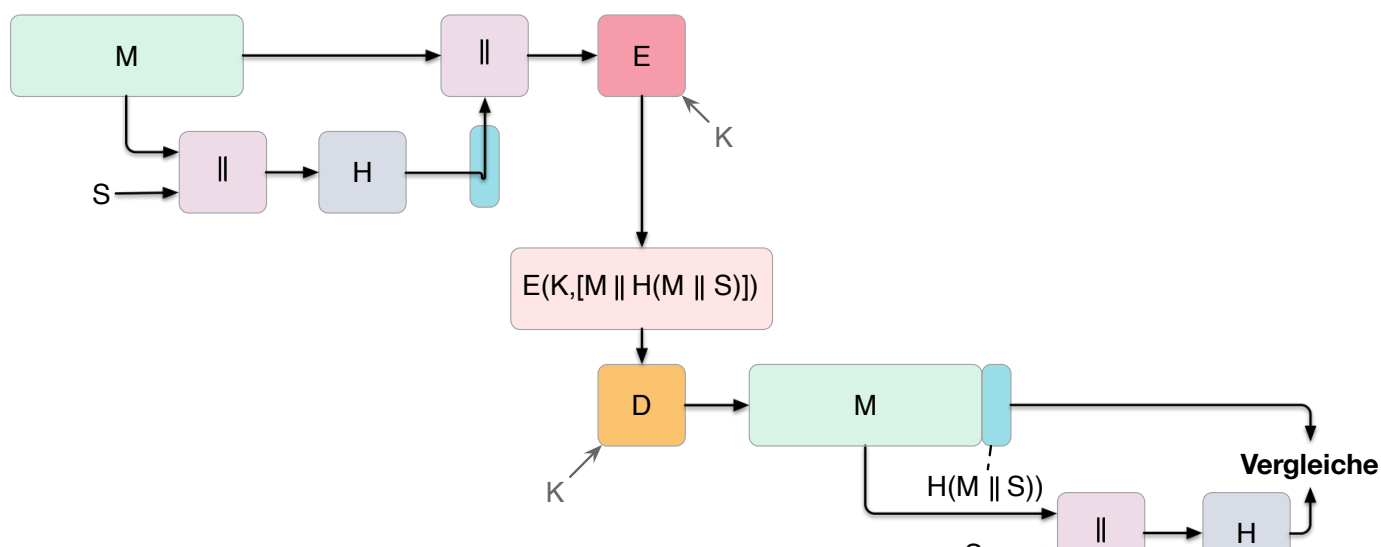 M
||
E
K
||
H
S
E(K,[M || H(M || S)])
D
M
K
H(M || S))
Vergleiche
||
H